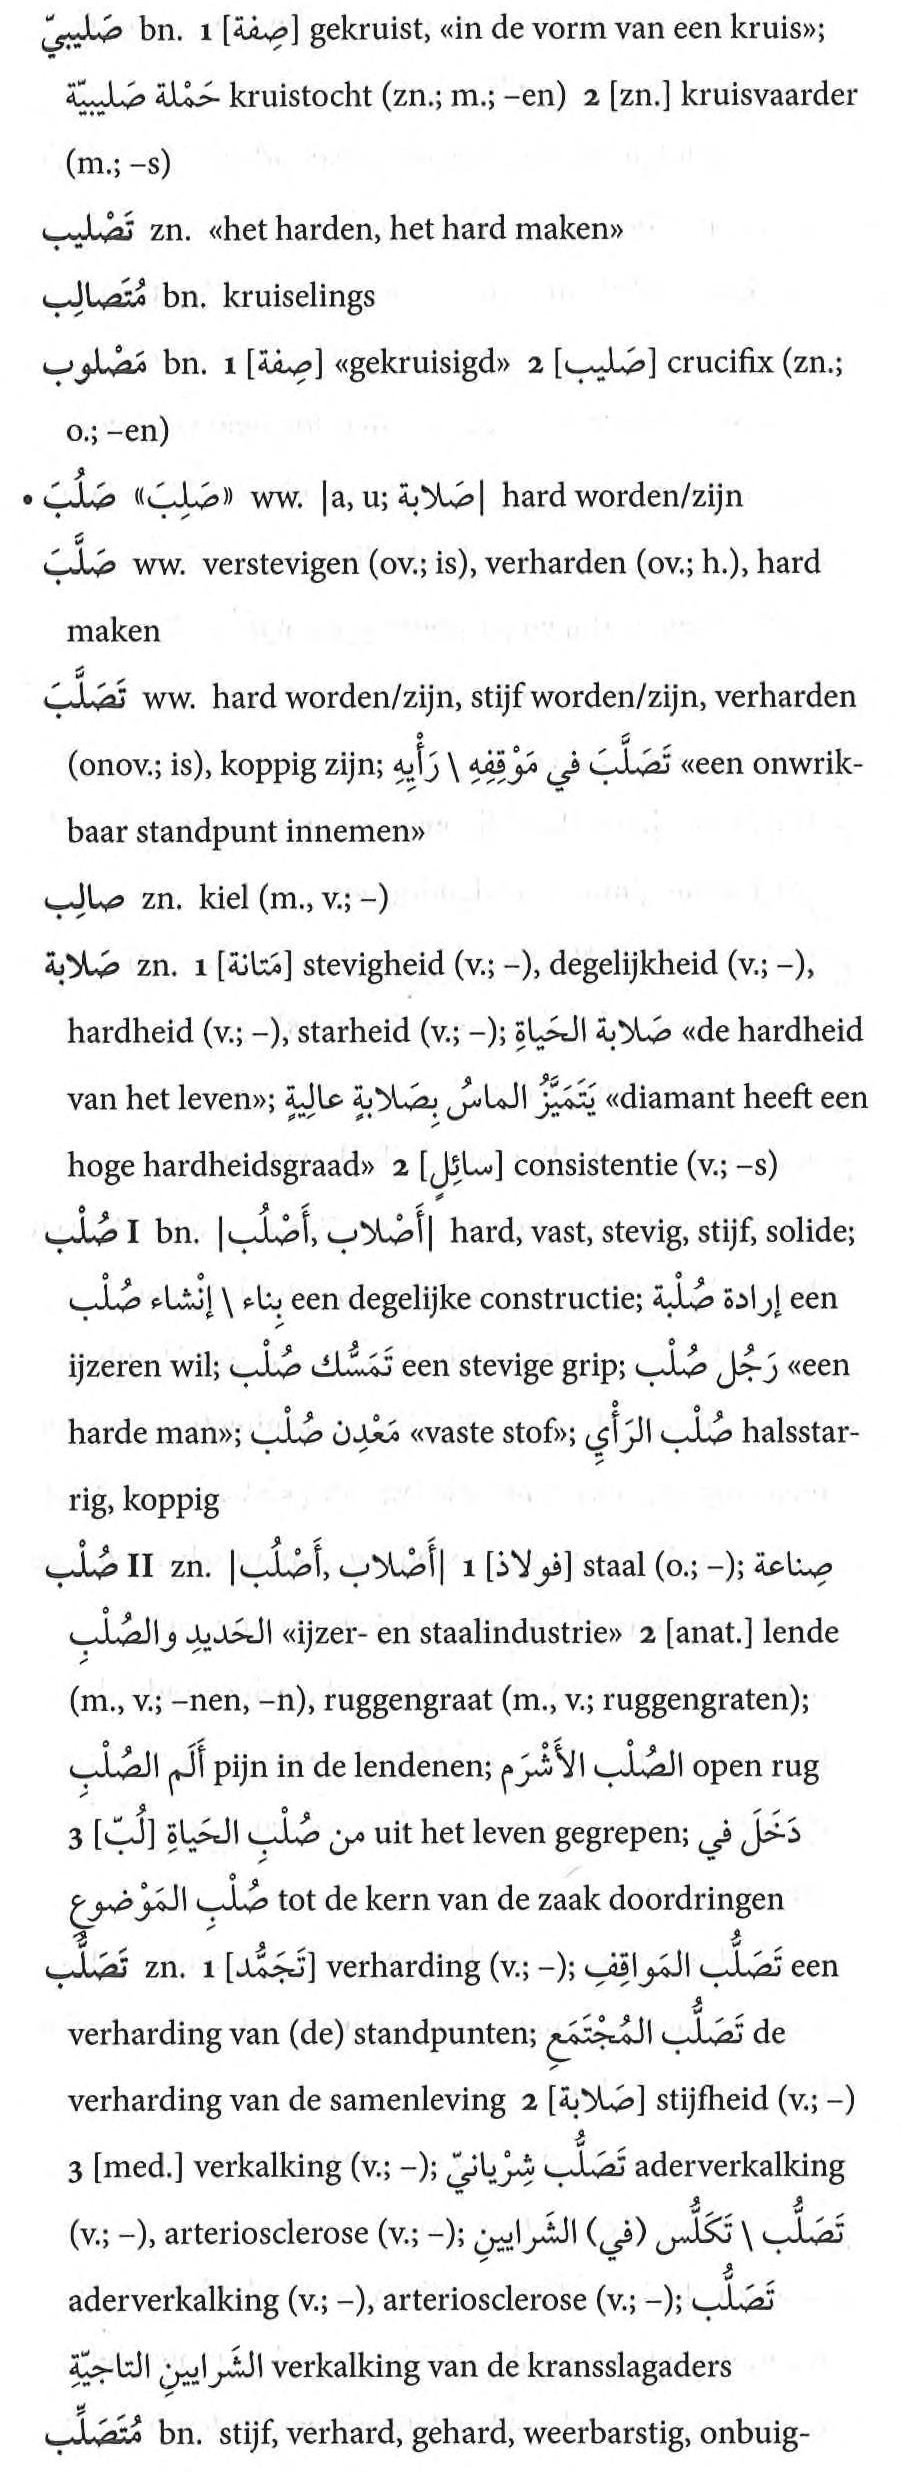 صَليبيّ bn. 1 [صِفة] gekruist, «in de vorm van een kruis»;
حَمْلة صَليبِيّة kruistocht (zn.; m.; –en) 2 [zn.] kruisvaarder
(m.; –s)
تَصْليب zn. «het harden, het hard maken»
مُتَصالِب bn. kruiselings
مَصْلوب bn. 1 [صِفة] «gekruisigd» 2 [صَليب] crucifix (zn.;
o.; –en)
• صَلُبَ «صَلِبَ» ww. |a, u; صَلابة| hard worden/zijn
صَلَّبَ ww. verstevigen (ov.; is), verharden (ov.; h.), hard
maken
تَصَلَّبَ ww. hard worden/zijn, stijf worden/zijn, verharden
(onov.; is), koppig zijn; تَصَلَّبَ في مَوْقِفِهِ \ رَأْيِهِ «een onwrik-
baar standpunt innemen»
صالِب zn. kiel (m., v.; –)
صَلابة zn. 1 [مَتانة] stevigheid (v.; –), degelijkheid (v.; –),
hardheid (v.; –), starheid (v.; –); صَلابة الحَياةِ «de hardheid
van het leven»; يَتَمَيَّزُ الماسُ بِصَلابةٍ عالِيةٍ «diamant heeft een
hoge hardheidsgraad» 2 [سائِلٍ] consistentie (v.; –s)
صُلْب I bn. |أَصْلاب ,أَصْلُب| hard, vast, stevig, stijf, solide;
بِناء \ إنْشاء صُلْب een degelijke constructie; إرادة صُلْبة een
ijzeren wil; تَمَسُّك صُلْب een stevige grip; رَجُل صُلْب «een
harde man»; مَعْدِن صُلْب «vaste stof»; صُلْب الرَأْيِ halsstar-
rig, koppig
صُلْب II zn. |أَصْلاب ,أَصْلُب| 1 [فولاذ] staal (o.; –); صِناعة
الحَديدِ والصُلْبِ «ijzer- en staalindustrie» 2 [anat.] lende
(m., v.; –nen, –n), ruggengraat (m., v.; ruggengraten);
أَلَم الصُلْبِ pijn in de lendenen; الصُلْب الأَشْرَم open rug
3 [لُبّ] من صُلْبِ الحَياةِ uit het leven gegrepen; دَخَلَ في
صُلْبِ المَوْضوعِ tot de kern van de zaak doordringen
تَصَلُّب zn. 1 [تَجَمُّد] verharding (v.; –); تَصَلُّب المَواقِفِ een
verharding van (de) standpunten; تَصَلُّب المُجْتَمَعِ de
verharding van de samenleving 2 [صَلابة] stijfheid (v.; –)
3 [med.] verkalking (v.; –); تَصَلُّب شِرْيانيّ aderverkalking
(v.; –), arteriosclerose (v.; –); تَصَلُّب \ تَكَلُّس (في) الشَرايينِ
aderverkalking (v.; –), arteriosclerose (v.; –); تَصَلُّب
الشَرايينِ التاجيّةِ verkalking van de kransslagaders
مُتَصَلِّب bn. stijf, verhard, gehard, weerbarstig, onbuig-